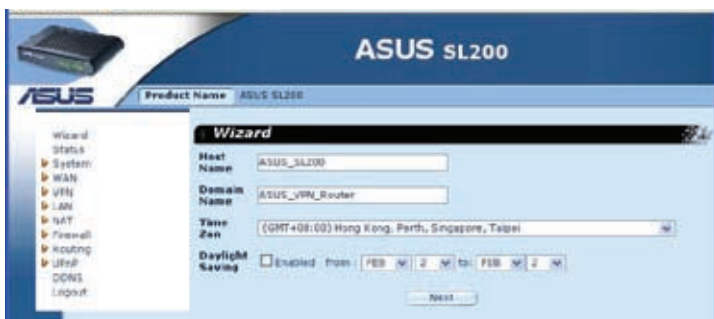 ASUS SL200
ASUS
Product Name ASUS SL200
Wizard
Status
System
WAN
VPN
LAN
NAT
Firewall
Routing
UPnP
DDNS
Logout
Wizard
Host Name ASUS_SL200
Domain Name ASUS_VPN_Router
Time Zon (GMT+08:00) Hong Kong, Perth, Singapore, Taipei
Daylight Saving Enabled from: FEB 2 to: FEB 2
Next